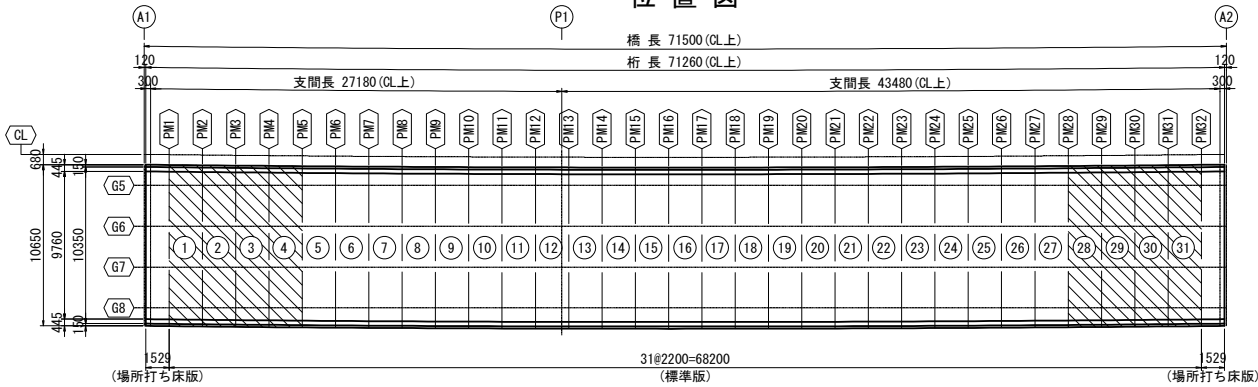 位置図
A1 P1 A2
橋 長 71500(CL上)
120 桁 長 71260(CL上) 120
300 支間長 27180(CL上) 支間長 43480(CL上) 300
PM1 PM2 PM3 PM4 PM5 PM6 PM7 PM8 PM9 PM10 PM11 PM12 PM13 PM14 PM15 PM16 PM17 PM18 PM19 PM20 PM21 PM22 PM23 PM24 PM25 PM26 PM27 PM28 PM29 PM30 PM31 PM32
CL
680 445 150
G5
G6
10650 9760 10350
1 2 3 4 5 6 7 8 9 10 11 12 13 14 15 16 17 18 19 20 21 22 23 24 25 26 27 28 29 30 31
G7
G8
445 150
1529 31@2200=68200 1529
(場所打ち床版) (標準版) (場所打ち床版)